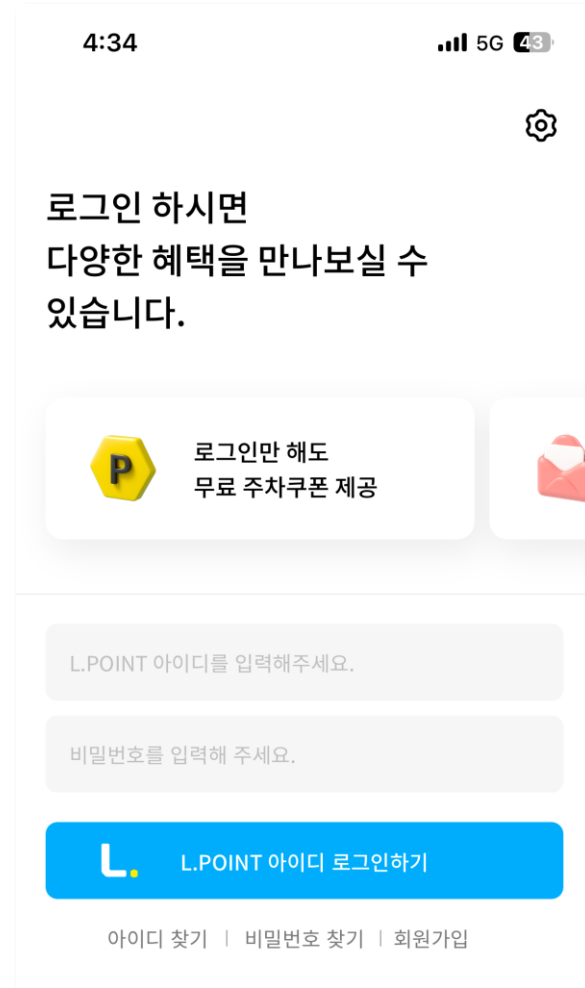 4:34
5G 43
로그인 하시면
다양한 혜택을 만나보실 수
있습니다.
P
로그인만 해도
무료 주차쿠폰 제공
L.POINT 아이디를 입력해주세요.
비밀번호를 입력해 주세요.
L. L.POINT 아이디 로그인하기
아이디 찾기 | 비밀번호 찾기 | 회원가입